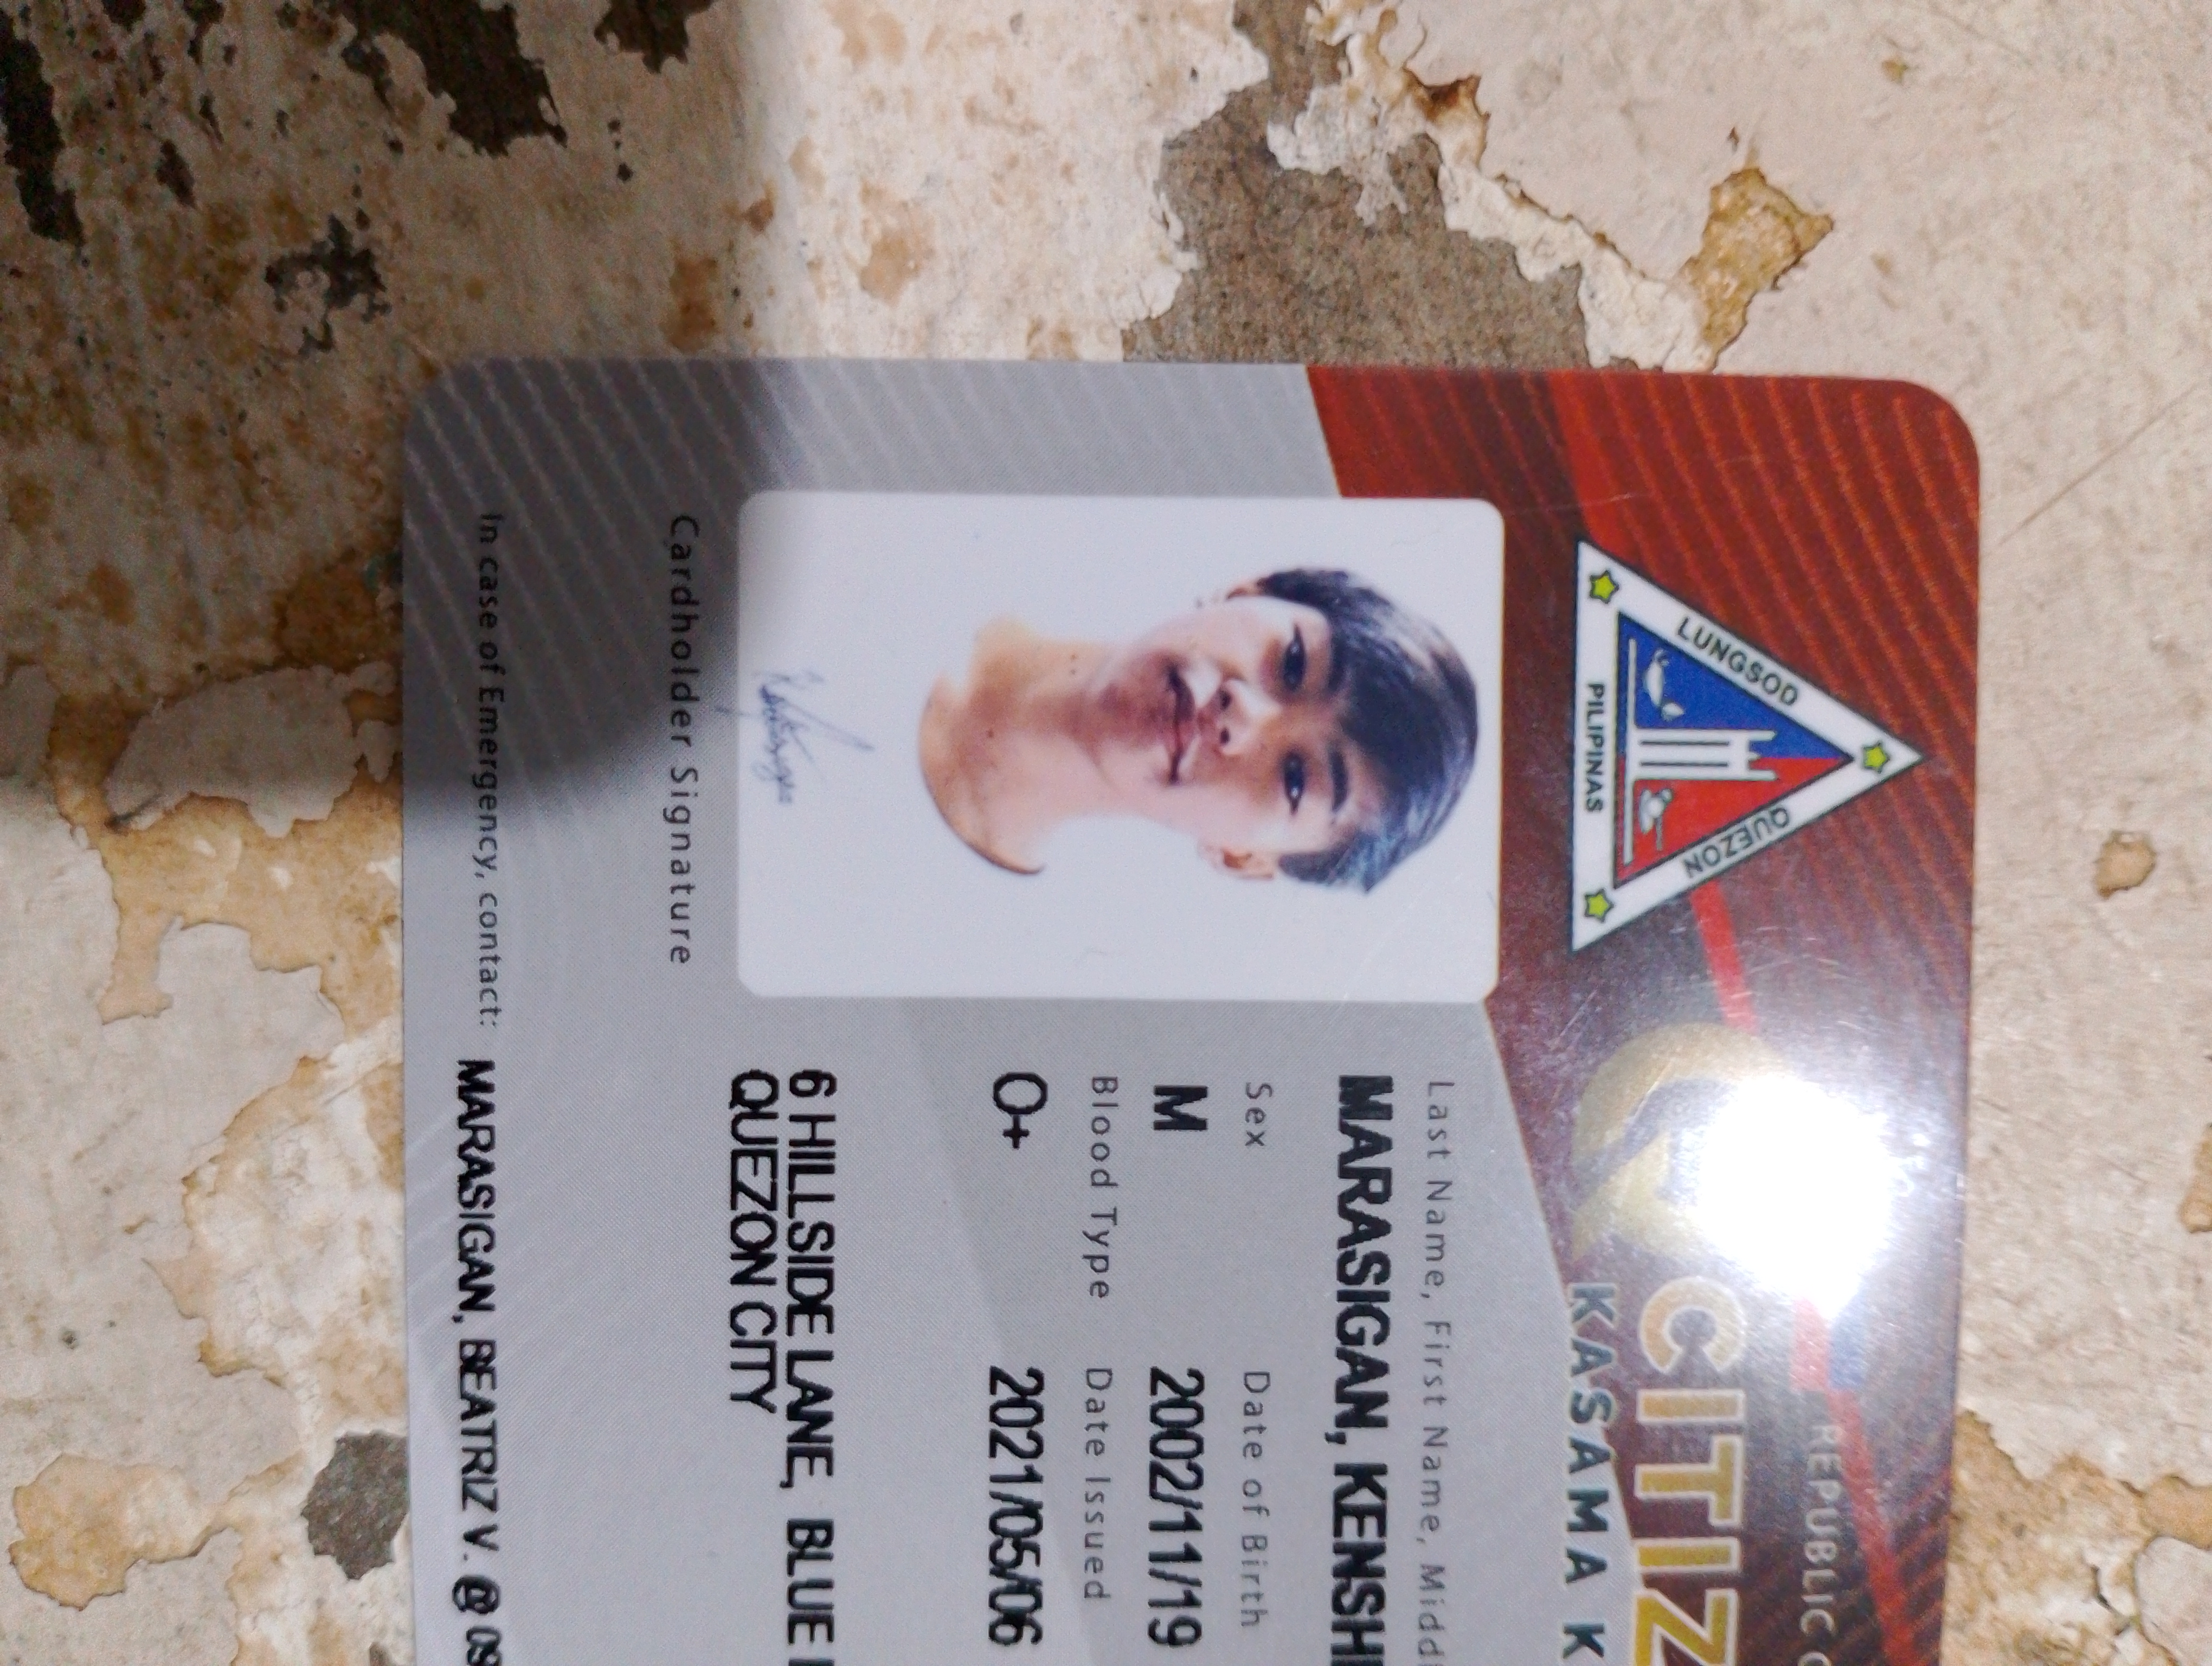 REPUBLIC
CITIZ
KASAMA K
LUNGSOD
QUEZON
PILIPINAS
Last Name, First Name, Middl
MARASIGAN, KENSHI
Sex Date of Birth
M 2002/11/19
Blood Type Date Issued
O+ 2021/05/06
6 HILLSIDE LANE, BLUE
QUEZON CITY
Cardholder Signature
In case of Emergency, contact: MARASIGAN, BEATRIZ V. @ 09